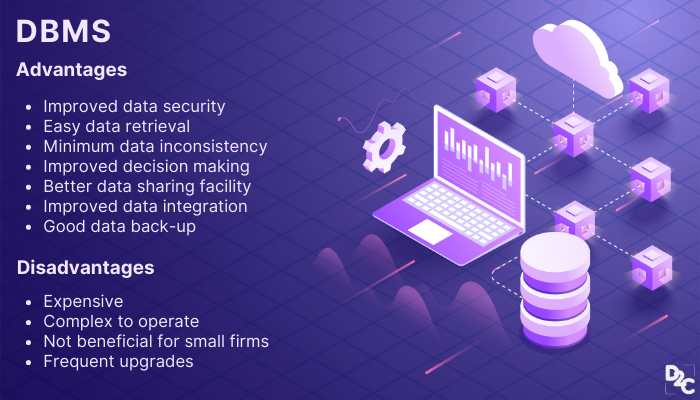 DBMS
Advantages
• Improved data security
• Easy data retrieval
• Minimum data inconsistency
• Improved decision making
• Better data sharing facility
• Improved data integration
• Good data back-up
Disadvantages
• Expensive
• Complex to operate
• Not beneficial for small firms
• Frequent upgrades
D2C